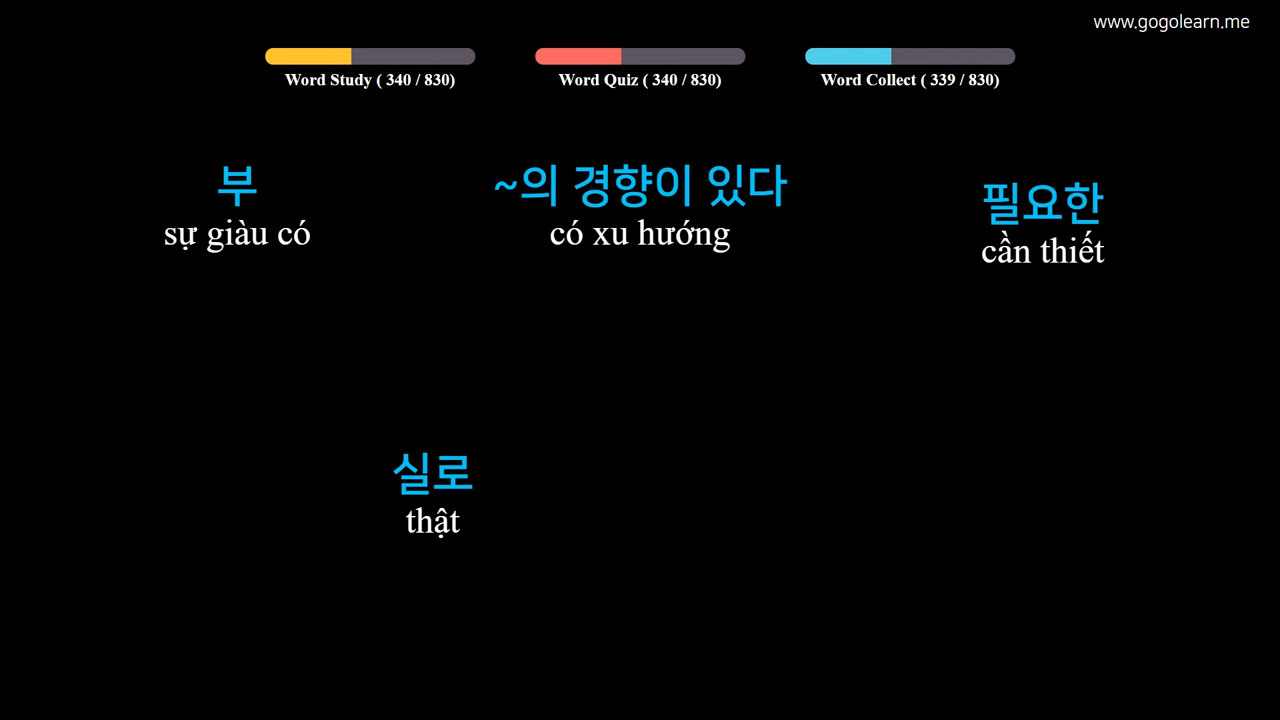 www.gogolearn.me
Word Study ( 340 / 830)
Word Quiz ( 340 / 830)
Word Collect ( 339 / 830)
부
sự giàu có
~의 경향이 있다
có xu hướng
필요한
cần thiết
실로
thật